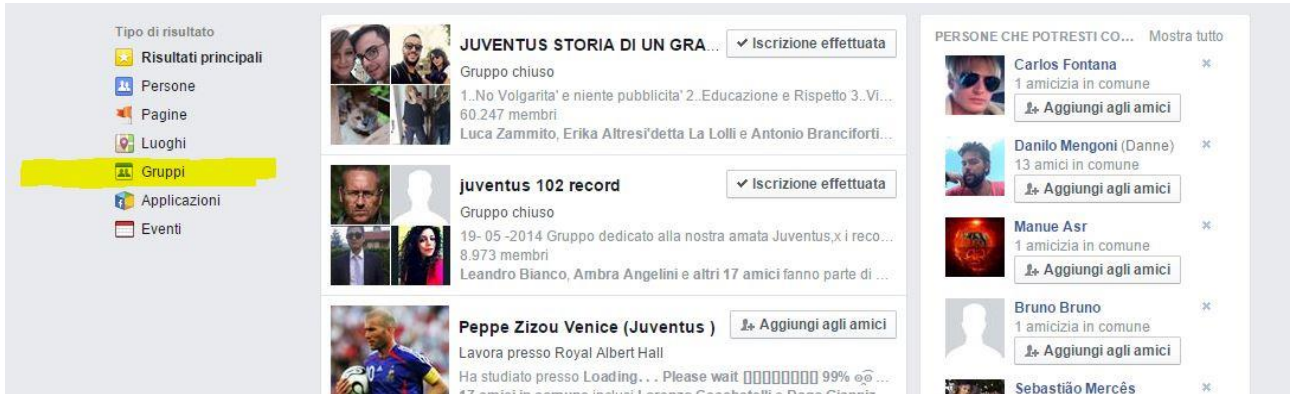 Tipo di risultato
Risultati principali
Persone
Pagine
Luoghi
Gruppi
Applicazioni
Eventi
JUVENTUS STORIA DI UN GRA...
✔ Iscrizione effettuata
Gruppo chiuso
1..No Volgarita' e niente pubblicita' 2..Educazione e Rispetto 3..Vi...
60.247 membri
Luca Zammito, Erika Altresi'detta La Lolli e Antonio Branciforti...
juventus 102 record
✔ Iscrizione effettuata
Gruppo chiuso
19- 05 -2014 Gruppo dedicato alla nostra amata Juventus,x i reco...
8.973 membri
Leandro Bianco, Ambra Angelini e altri 17 amici fanno parte di ...
Peppe Zizou Venice (Juventus )
Aggiungi agli amici
Lavora presso Royal Albert Hall
Ha studiato presso Loading. . . Please wait 99% ...
17 amici in comune inclusi Lorenzo
PERSONE CHE POTRESTI CO... Mostra tutto
Carlos Fontana
1 amicizia in comune
Aggiungi agli amici
Danilo Mengoni (Danne)
13 amici in comune
Aggiungi agli amici
Manue Asr
1 amicizia in comune
Aggiungi agli amici
Bruno Bruno
1 amicizia in comune
Aggiungi agli amici
Sebastião Mercês